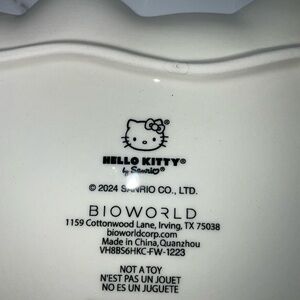 HELLO KITTY®
by Sanrio®
© 2024 SANRIO CO., LTD.
BIOWORLD
1159 Cottonwood Lane, Irving, TX 75038
bioworldcorp.com
Made in China, Quanzhou
VH8BS6HKC-FW-1223
NOT A TOY
N'EST PAS UN JOUET
NO ES UN JUGUETE